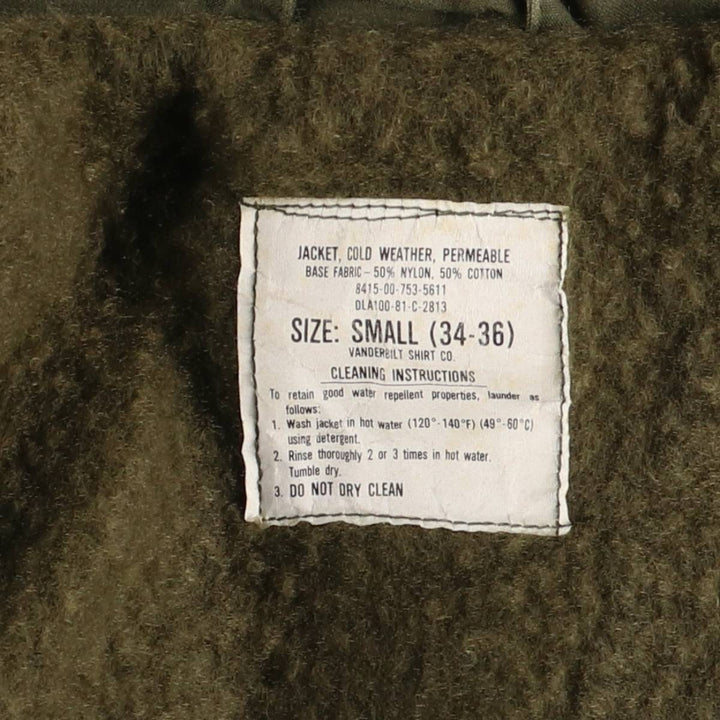 JACKET, COLD WEATHER, PERMEABLE
BASE FABRIC - 50% NYLON, 50% COTTON
8415-00-753-5611
DLA100-81-C-2813
SIZE: SMALL (34-36)
VANDERBILT SHIRT CO.
CLEANING INSTRUCTIONS
To retain good water repellent properties, launder as
follows:
1. Wash jacket in hot water (120°-140°F) (49°-60°C)
using detergent.
2. Rinse thoroughly 2 or 3 times in hot water.
Tumble dry.
3. DO NOT DRY CLEAN